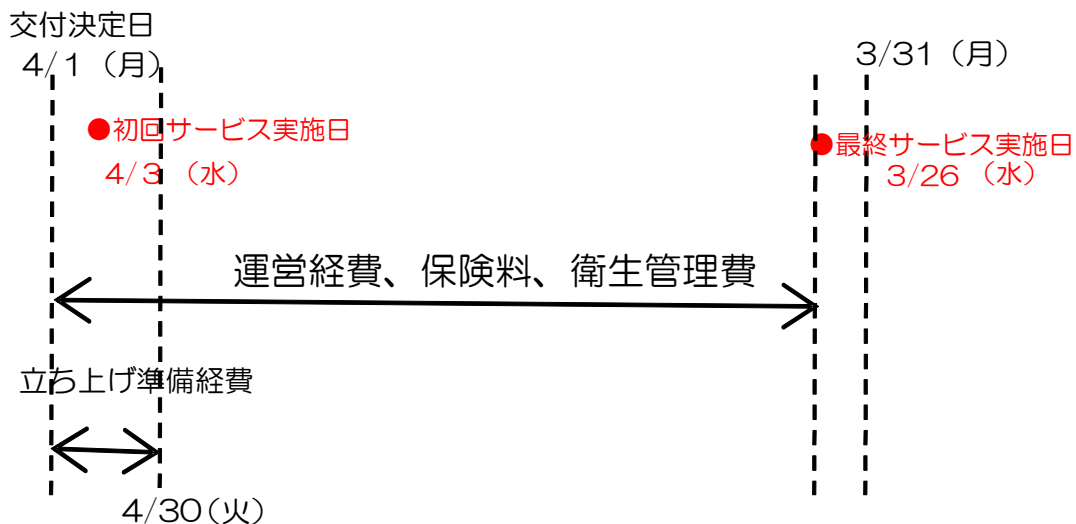 交付決定日
4/1（月）
3/31（月）
●初回サービス実施日
4/3（水）
●最終サービス実施日
3/26（水）
運営経費、保険料、衛生管理費
立ち上げ準備経費
4/30(火)